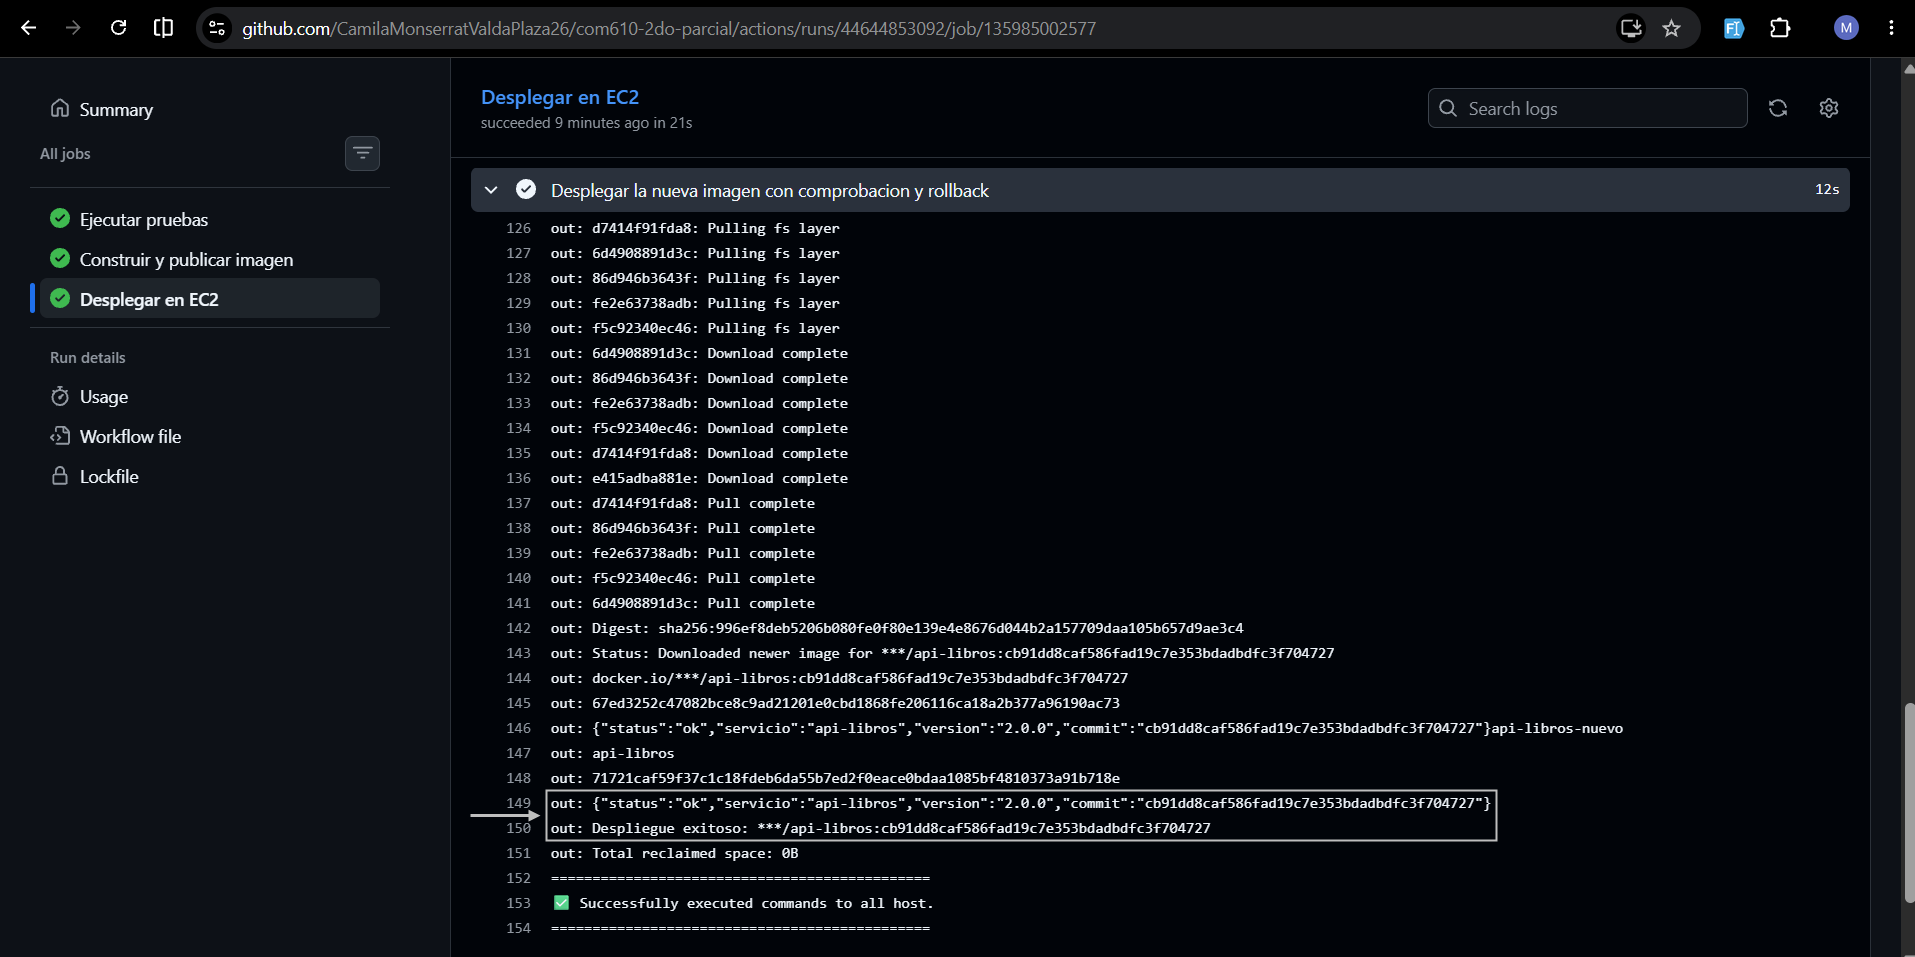 github.com/CamilaMonserratValdaPlaza26/com610-2do-parcial/actions/runs/44644853092/job/135985002577
M
Summary
All jobs
Ejecutar pruebas
Construir y publicar imagen
Desplegar en EC2
Run details
Usage
Workflow file
Lockfile
Desplegar en EC2
succeeded 9 minutes ago in 21s
Search logs
Desplegar la nueva imagen con comprobacion y rollback 12s
126 out: d7414f91fda8: Pulling fs layer
127 out: 6d4908891d3c: Pulling fs layer
128 out: 86d946b3643f: Pulling fs layer
129 out: fe2e63738adb: Pulling fs layer
130 out: f5c92340ec46: Pulling fs layer
131 out: 6d4908891d3c: Download complete
132 out: 86d946b3643f: Download complete
133 out: fe2e63738adb: Download complete
134 out: f5c92340ec46: Download complete
135 out: d7414f91fda8: Download complete
136 out: e415adba881e: Download complete
137 out: d7414f91fda8: Pull complete
138 out: 86d946b3643f: Pull complete
139 out: fe2e63738adb: Pull complete
140 out: f5c92340ec46: Pull complete
141 out: 6d4908891d3c: Pull complete
142 out: Digest: sha256:996ef8deb5206b080fe0f80e139e4e8676d044b2a157709daa105b657d9ae3c4
143 out: Status: Downloaded newer image for ***/api-libros:cb91dd8caf586fad19c7e353bdadbdfc3f704727
144 out: docker.io/***/api-libros:cb91dd8caf586fad19c7e353bdadbdfc3f704727
145 out: 67ed3252c47082bce8c9ad21201e0cbd1868fe206116ca18a2b377a96190ac73
146 out: {"status":"ok","servicio":"api-libros","version":"2.0.0","commit":"cb91dd8caf586fad19c7e353bdadbdfc3f704727"}api-libros-nuevo
147 out: api-libros
148 out: 71721caf59f37c1c18fdeb6da55b7ed2f0eace0bdaa1085bf4810373a91b718e
149 out: {"status":"ok","servicio":"api-libros","version":"2.0.0","commit":"cb91dd8caf586fad19c7e353bdadbdfc3f704727"}
150 out: Despliegue exitoso: ***/api-libros:cb91dd8caf586fad19c7e353bdadbdfc3f704727
151 out: Total reclaimed space: 0B
152 ==============================================
153 ✅ Successfully executed commands to all host.
154 ==============================================